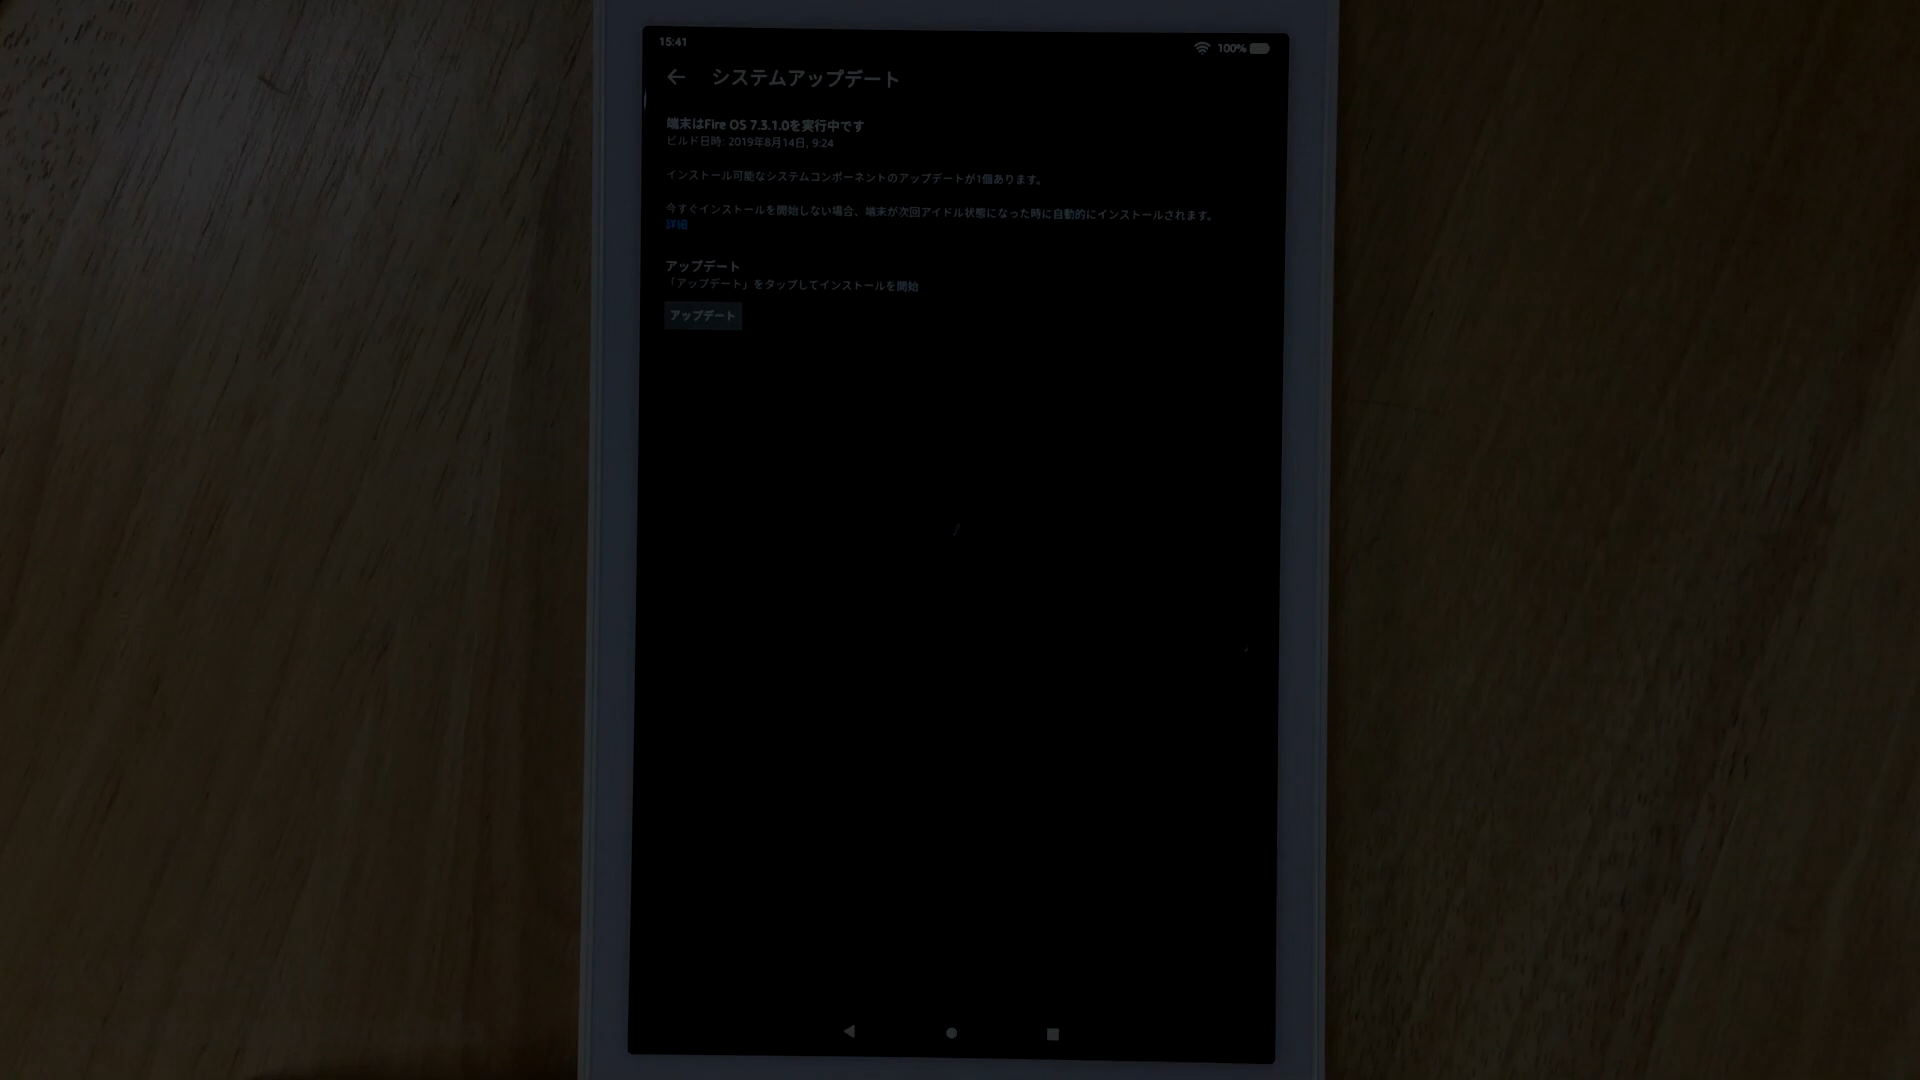 15:41
100%
システムアップデート
端末はFire OS 7.3.1.0を実行中です
ビルド日時: 2019年8月14日, 9:24
インストール可能なシステムコンポーネントのアップデートが1個あります。
今すぐインストールを開始しない場合、端末が次回アイドル状態になった時に自動的にインストールされます。
詳細
アップデート
「アップデート」をタップしてインストールを開始
アップデート